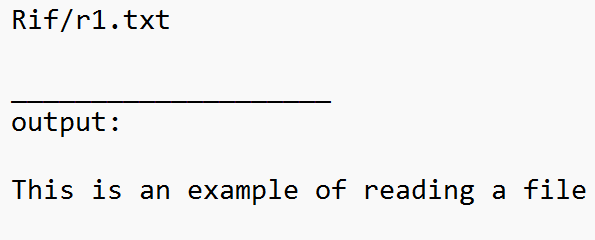 Rif/r1.txt
____________________
output:
This is an example of reading a file